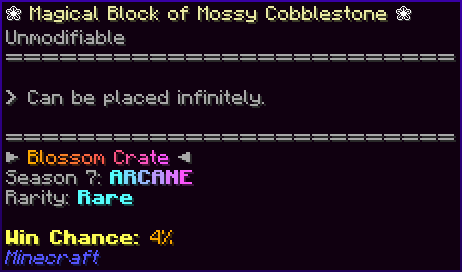 ❀ Magical Block of Mossy Cobblestone ❀
Unmodifiable
==========================
> Can be placed infinitely.
==========================
► Blossom Crate ◄
Season 7: ARCANE
Rarity: Rare
Win Chance: 4%
Minecraft